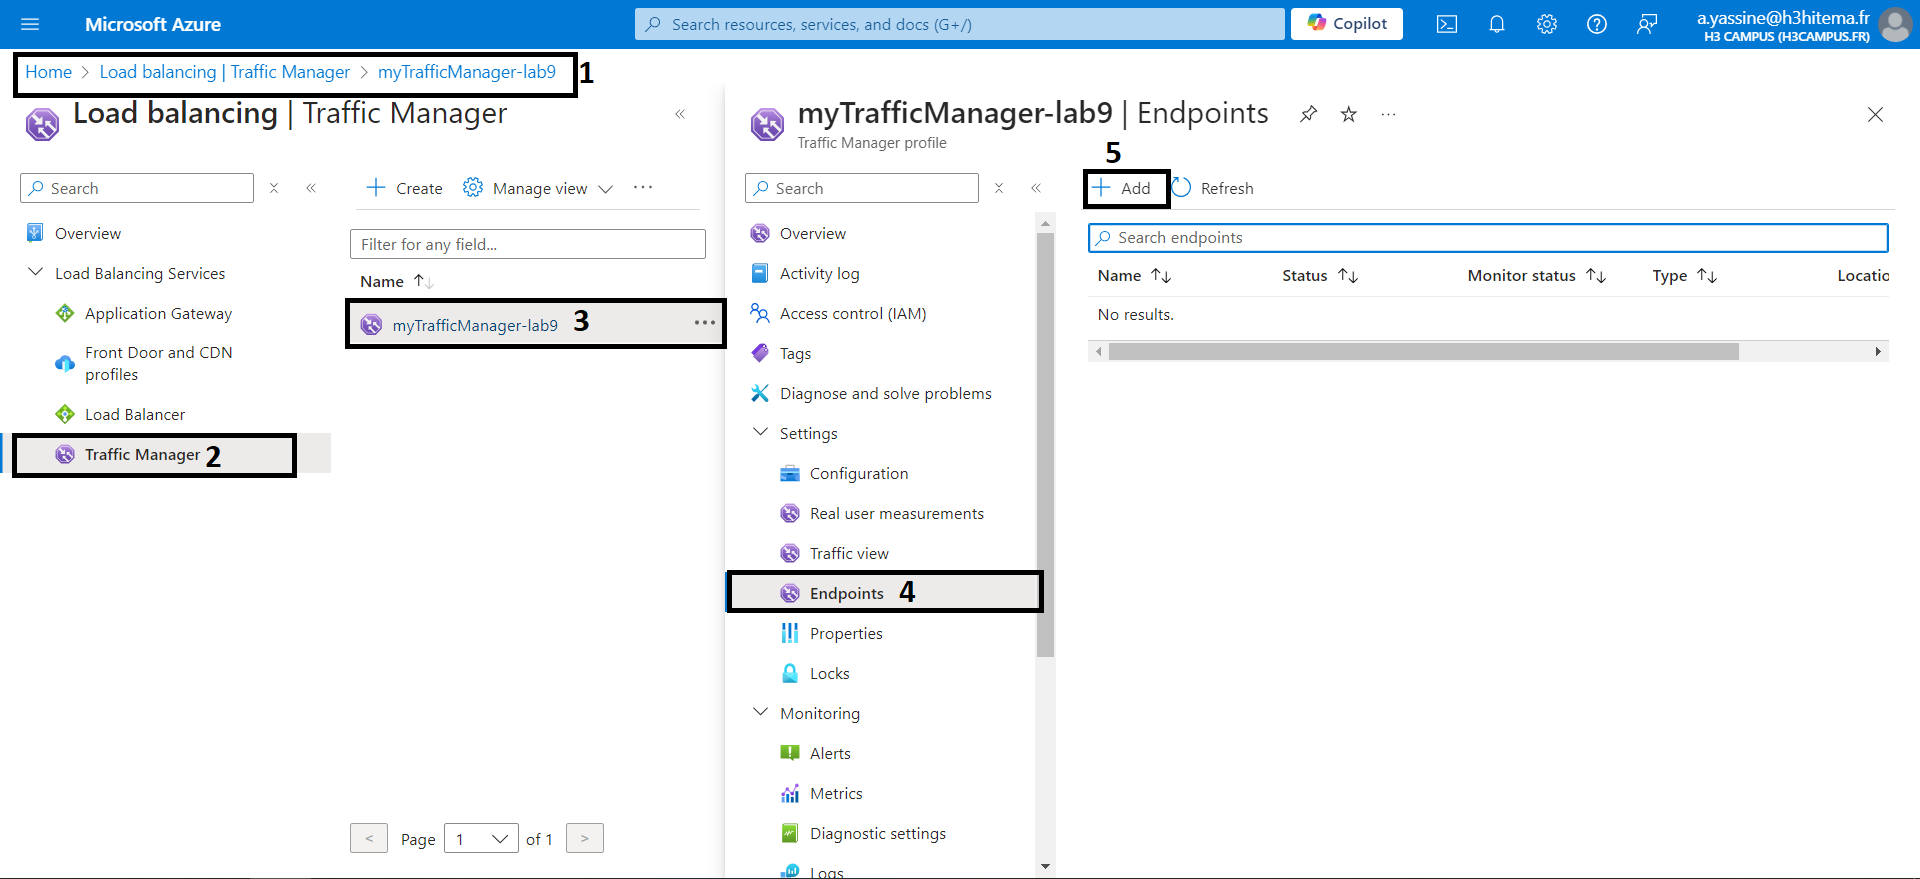 Microsoft Azure
Search resources, services, and docs (G+/)
Copilot
a.yassine@h3hitema.fr
H3 CAMPUS (H3CAMPUS.FR)
Home > Load balancing | Traffic Manager > myTrafficManager-lab9
1
Load balancing | Traffic Manager
«
Search
«
Overview
Load Balancing Services
Application Gateway
Front Door and CDN
profiles
Load Balancer
Traffic Manager 2
+ Create
Manage view
...
Filter for any field...
Name ↑↓
myTrafficManager-lab9 3
...
< Page 1 of 1 >
myTrafficManager-lab9 | Endpoints
...
Traffic Manager profile
Search
«
Overview
Activity log
Access control (IAM)
Tags
Diagnose and solve problems
Settings
Configuration
Real user measurements
Traffic view
Endpoints 4
Properties
Locks
Monitoring
Alerts
Metrics
Diagnostic settings
Logs
5
+ Add
Refresh
Search endpoints
Name ↑↓ Status ↑↓ Monitor status ↑↓ Type ↑↓ Locatio
No results.